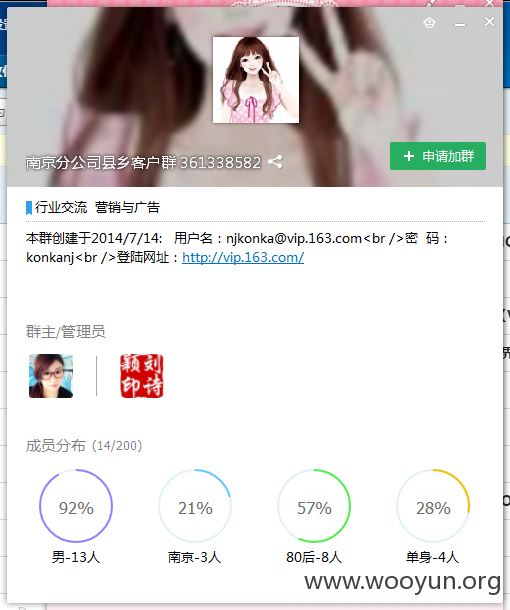 南京分公司县乡客户群 361338582
申请加群
行业交流 营销与广告
本群创建于2014/7/14: 用户名：njkonka@vip.163.com<br />密 码：
konkanj<br />登陆网址：http://vip.163.com/
群主/管理员
颖刘
印诗
成员分布 (14/200)
92% 21% 57% 28%
男-13人 南京-3人 80后-8人 单身-4人
www.wooyun.org